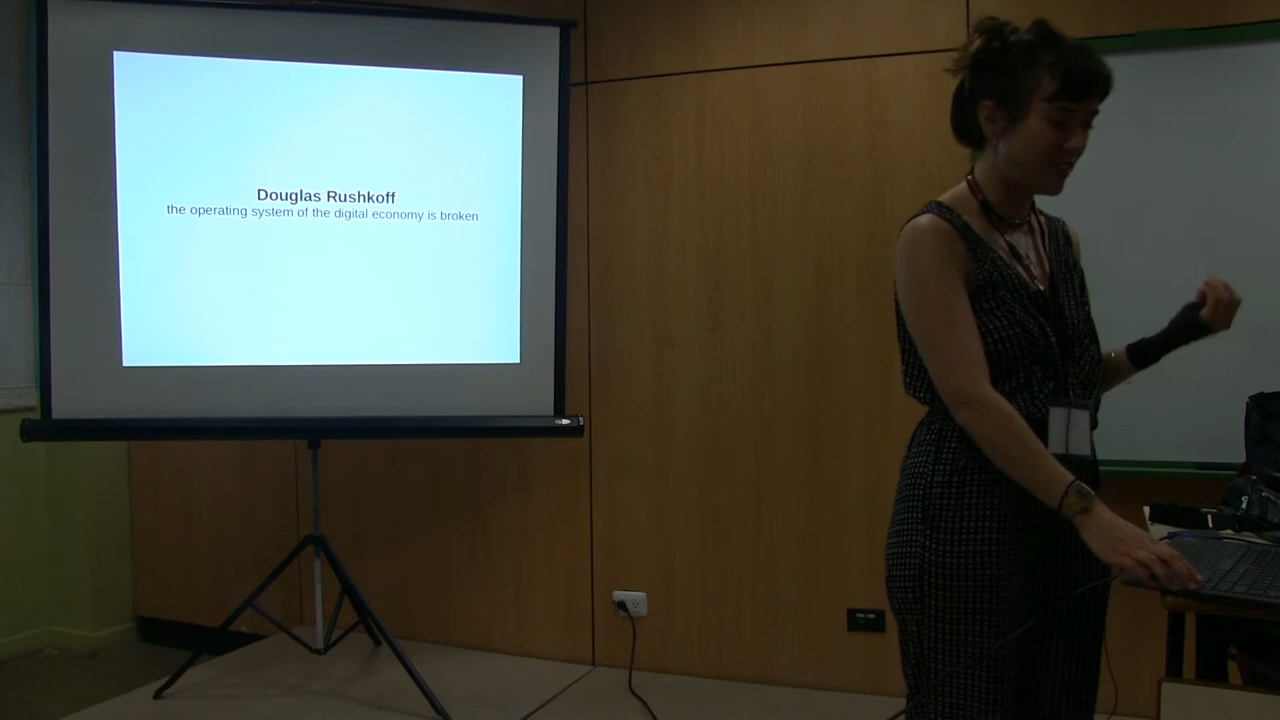 Douglas Rushkoff
the operating system of the digital economy is broken